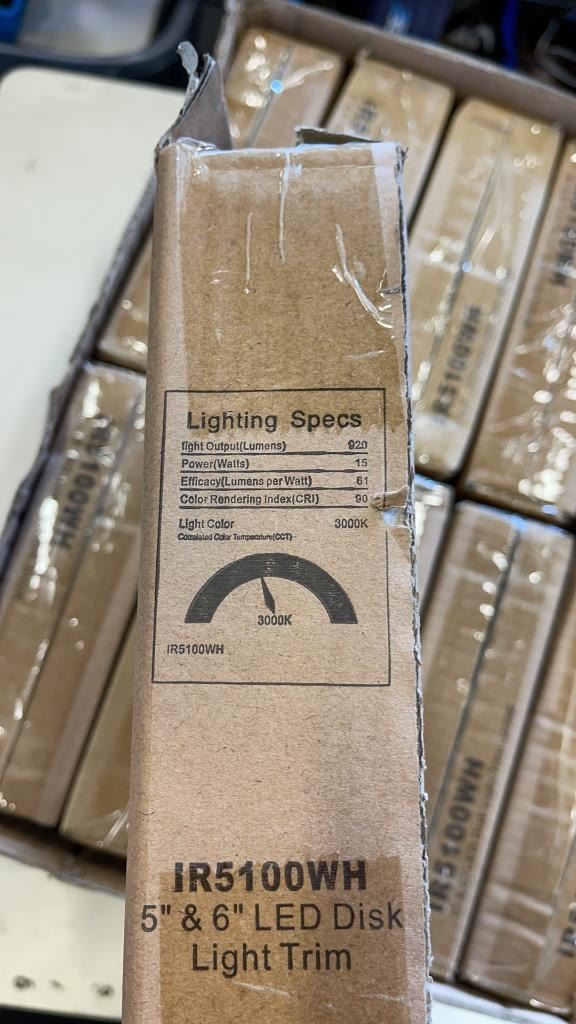 Lighting Specs
light Output(Lumens) 920
Power(Watts) 15
Efficacy(Lumens per Watt) 61
Color Rendering Index(CRI) 90
Light Color 3000K
Correlated Color Temperature(CCT)
3000K
IR5100WH
IR5100WH
5" & 6" LED Disk
Light Trim
IR5100WH
IR5100WH